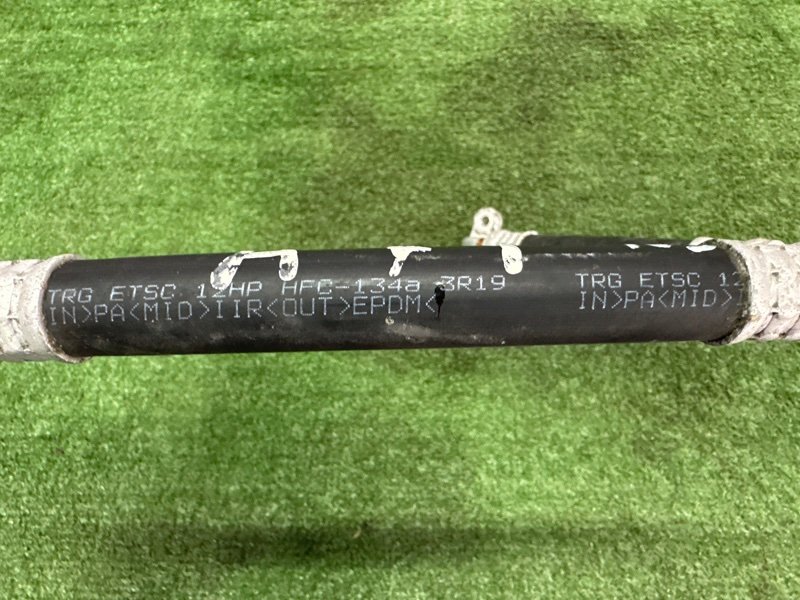 TRG ETSC 12HP HFC-134a 3R19
IN>PA<MID>IIR<OUT>EPDM<
TRG ETSC 12
IN>PA<MID>